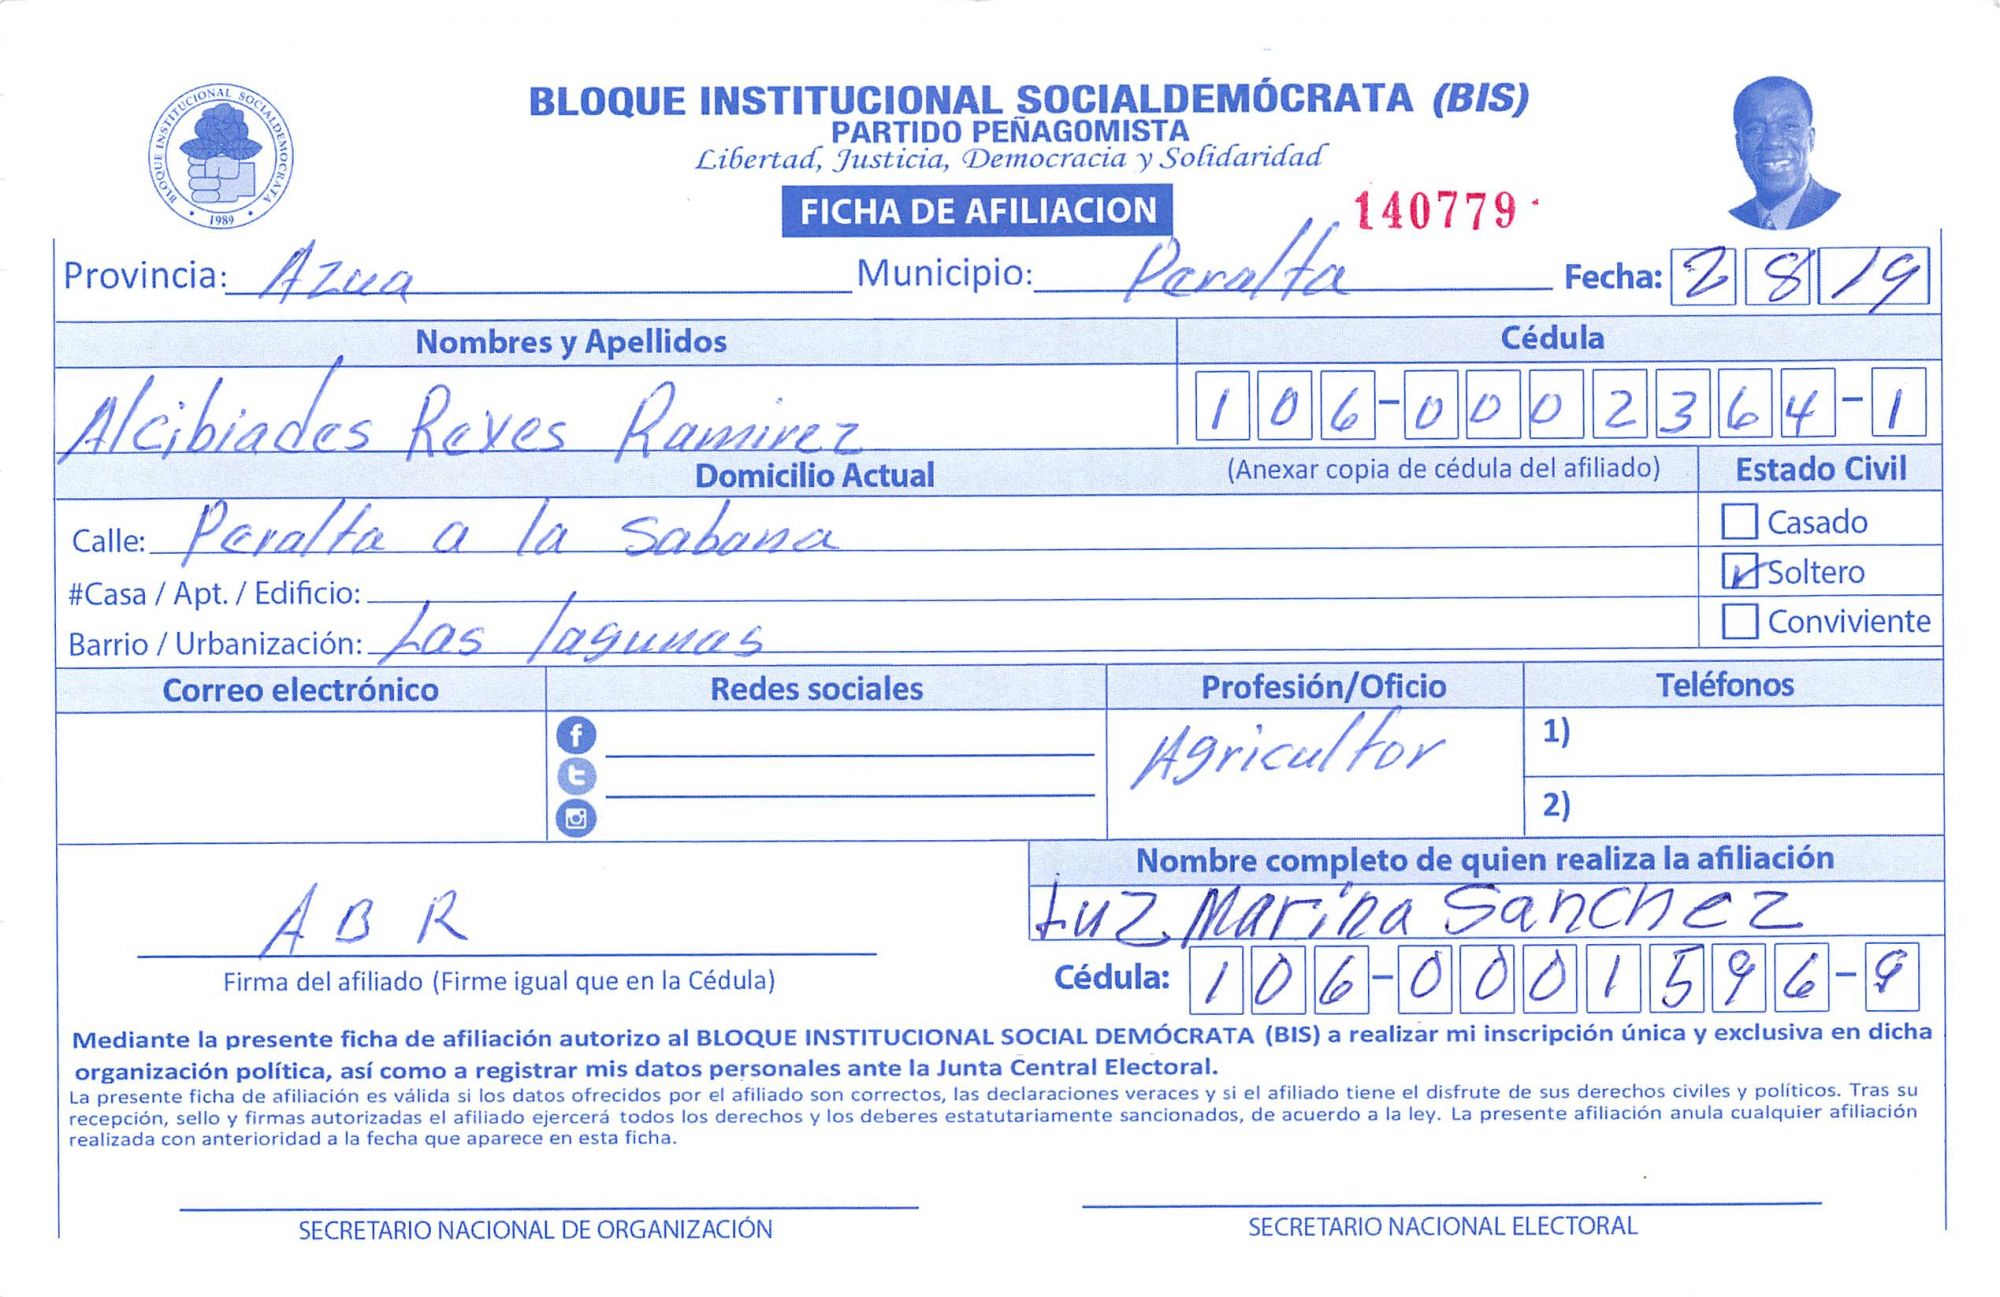 BLOQUE INSTITUCIONAL SOCIALDEMÓCRATA
1989
BLOQUE INSTITUCIONAL SOCIALDEMÓCRATA (BIS)
PARTIDO PEÑAGOMISTA
Libertad, Justicia, Democracia y Solidaridad
FICHA DE AFILIACION 140779
Provincia: Azua Municipio: Peralta Fecha: 2 8 19
Nombres y Apellidos Cédula
Alcibiades Reyes Ramirez 106-0002364-1
Domicilio Actual (Anexar copia de cédula del afiliado) Estado Civil
Calle: Peralta a la Sabana Casado
#Casa / Apt. / Edificio: Soltero
Barrio / Urbanización: Las lagunas Conviviente
Correo electrónico Redes sociales Profesión/Oficio Teléfonos
Agricultor 1)
2)
Nombre completo de quien realiza la afiliación
A B R Luz Marina Sanchez
Firma del afiliado (Firme igual que en la Cédula) Cédula: 106-0001596-9
Mediante la presente ficha de afiliación autorizo al BLOQUE INSTITUCIONAL SOCIAL DEMÓCRATA (BIS) a realizar mi inscripción única y exclusiva en dicha
organización política, así como a registrar mis datos personales ante la Junta Central Electoral.
La presente ficha de afiliación es válida si los datos ofrecidos por el afiliado son correctos, las declaraciones veraces y si el afiliado tiene el disfrute de sus derechos civiles y políticos. Tras su
recepción, sello y firmas autorizadas el afiliado ejercerá todos los derechos y los deberes estatutariamente sancionados, de acuerdo a la ley. La presente afiliación anula cualquier afiliación
realizada con anterioridad a la fecha que aparece en esta ficha.
SECRETARIO NACIONAL DE ORGANIZACIÓN SECRETARIO NACIONAL ELECTORAL